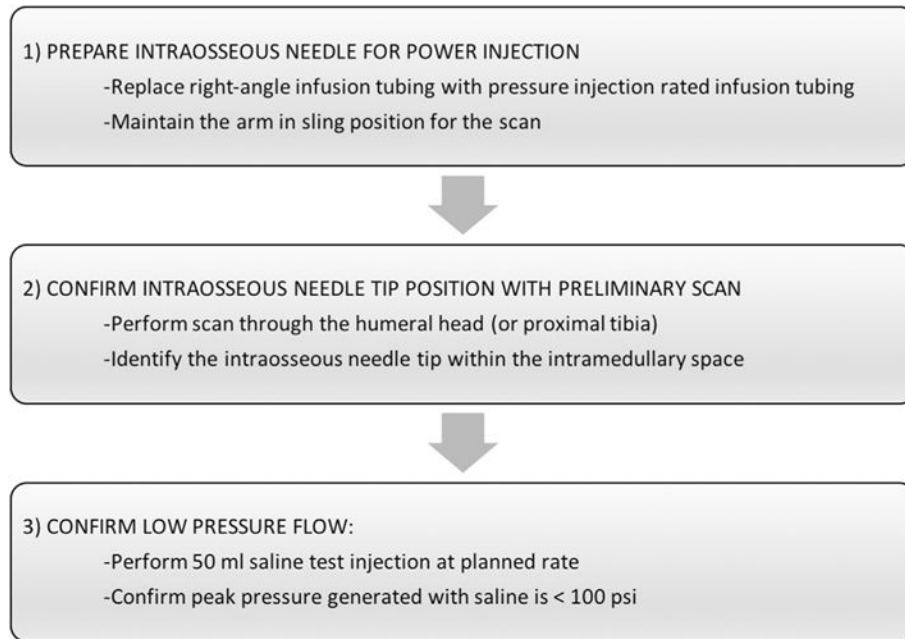 1) PREPARE INTRAOSSEOUS NEEDLE FOR POWER INJECTION
-Replace right-angle infusion tubing with pressure injection rated infusion tubing
-Maintain the arm in sling position for the scan
2) CONFIRM INTRAOSSEOUS NEEDLE TIP POSITION WITH PRELIMINARY SCAN
-Perform scan through the humeral head (or proximal tibia)
-Identify the intraosseous needle tip within the intramedullary space
3) CONFIRM LOW PRESSURE FLOW:
-Perform 50 ml saline test injection at planned rate
-Confirm peak pressure generated with saline is < 100 psi